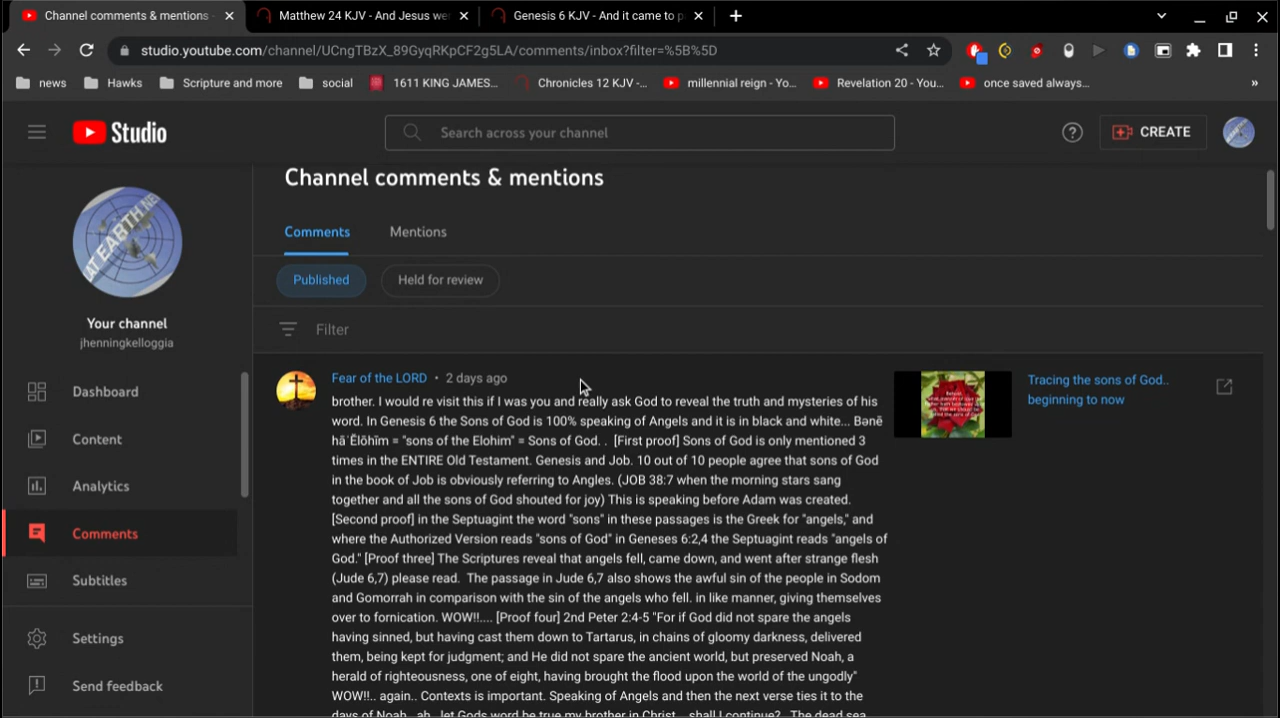 Channel comments & mentions -
Matthew 24 KJV - And Jesus we
Genesis 6 KJV - And it came to p
studio.youtube.com/channel/UCngTBzX_89GyqRKpCF2g5LA/comments/inbox?filter=%5B%5D
news
Hawks
Scripture and more
social
1611 KING JAMES...
Chronicles 12 KJV -...
millennial reign - Yo...
Revelation 20 - You...
once saved always...
»
Studio
Search across your channel
CREATE
Channel comments & mentions
Comments
Mentions
Published
Held for review
Filter
Your channel
jhenningkelloggia
Dashboard
Content
Analytics
Comments
Subtitles
Settings
Send feedback
Fear of the LORD • 2 days ago
brother. I would re visit this if I was you and really ask God to reveal the truth and mysteries of his
word. In Genesis 6 the Sons of God is 100% speaking of Angels and it is in black and white... Bənê
hāʾĔlōhîm = "sons of the Elohim" = Sons of God. . [First proof] Sons of God is only mentioned 3
times in the ENTIRE Old Testament. Genesis and Job. 10 out of 10 people agree that sons of God
in the book of Job is obviously referring to Angles. (JOB 38:7 when the morning stars sang
together and all the sons of God shouted for joy) This is speaking before Adam was created.
[Second proof] in the Septuagint the word "sons" in these passages is the Greek for "angels," and
where the Authorized Version reads "sons of God" in Geneses 6:2,4 the Septuagint reads "angels of
God." [Proof three] The Scriptures reveal that angels fell, came down, and went after strange flesh
(Jude 6,7) please read. The passage in Jude 6,7 also shows the awful sin of the people in Sodom
and Gomorrah in comparison with the sin of the angels who fell. in like manner, giving themselves
over to fornication. WOW!!.... [Proof four] 2nd Peter 2:4-5 "For if God did not spare the angels
having sinned, but having cast them down to Tartarus, in chains of gloomy darkness, delivered
them, being kept for judgment; and He did not spare the ancient world, but preserved Noah, a
herald of righteousness, one of eight, having brought the flood upon the world of the ungodly"
WOW!!.. again.. Contexts is important. Speaking of Angels and then the next verse ties it to the
Tracing the sons of God..
beginning to now